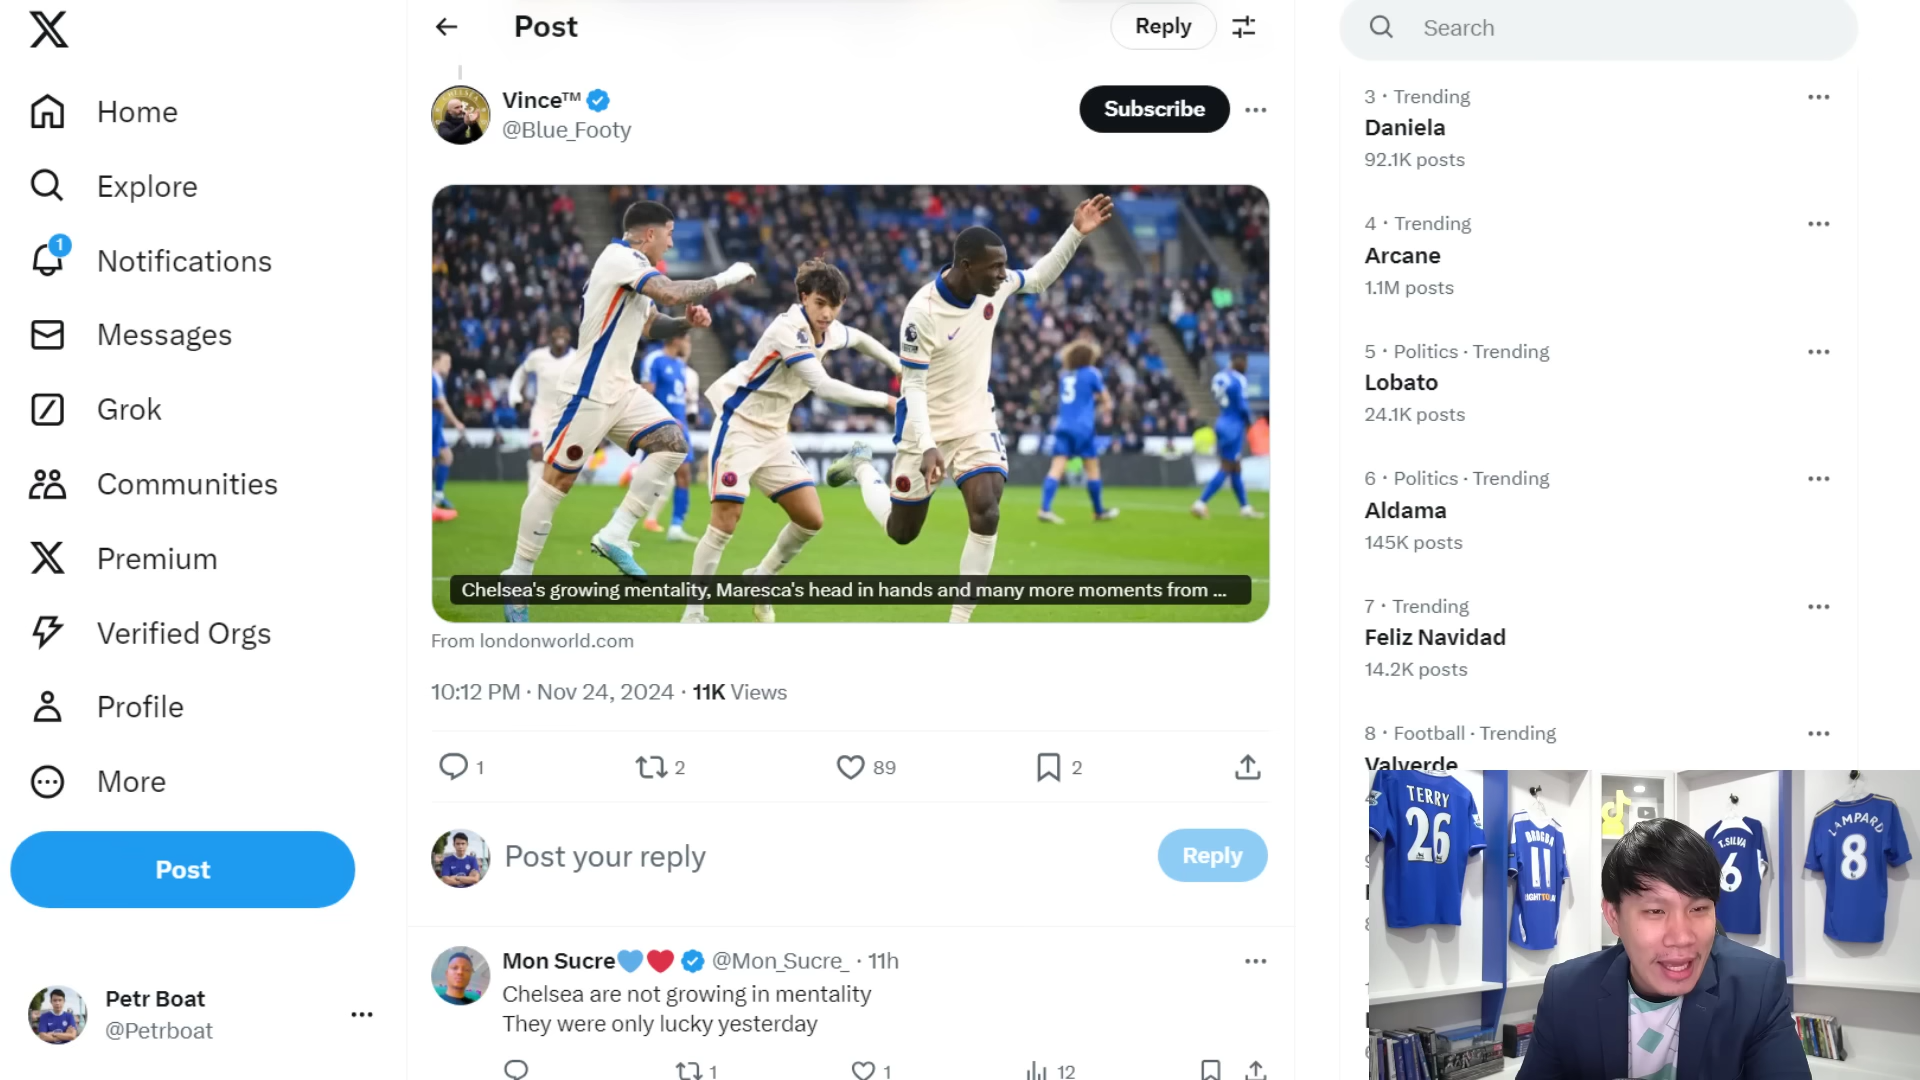 Post
Reply
Search
Vince™
@Blue_Footy
Subscribe
Home
Explore
1
Notifications
Messages
Grok
Communities
Premium
Verified Orgs
Profile
More
Post
Petr Boat
@Petrboat
3
Chelsea's growing mentality, Maresca's head in hands and many more moments from ...
From londonworld.com
10:12 PM · Nov 24, 2024 · 11K Views
1
2
89
2
Post your reply
Reply
Mon Sucre @Mon_Sucre_ · 11h
Chelsea are not growing in mentality
They were only lucky yesterday
1
1
12
3 · Trending
Daniela
92.1K posts
4 · Trending
Arcane
1.1M posts
5 · Politics · Trending
Lobato
24.1K posts
6 · Politics · Trending
Aldama
145K posts
7 · Trending
Feliz Navidad
14.2K posts
8 · Football · Trending
Valverde
TERRY
26
DROGBA
11
T.SILVA
6
LAMPARD
8